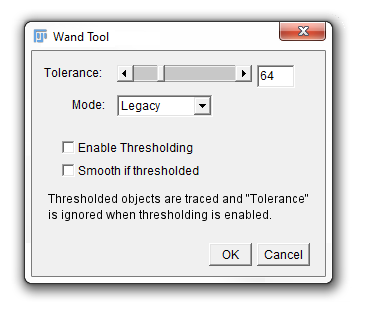 Wand Tool
Tolerance: 64
Mode: Legacy
Enable Thresholding
Smooth if thresholded
Thresholded objects are traced and "Tolerance"
is ignored when thresholding is enabled.
OK Cancel